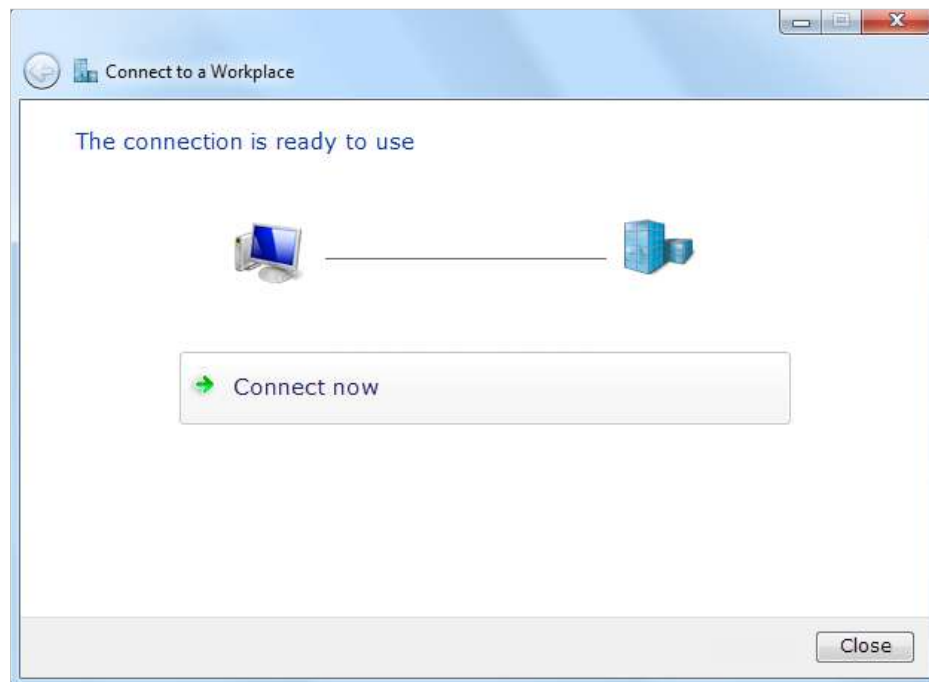 Connect to a Workplace
The connection is ready to use
Connect now
Close